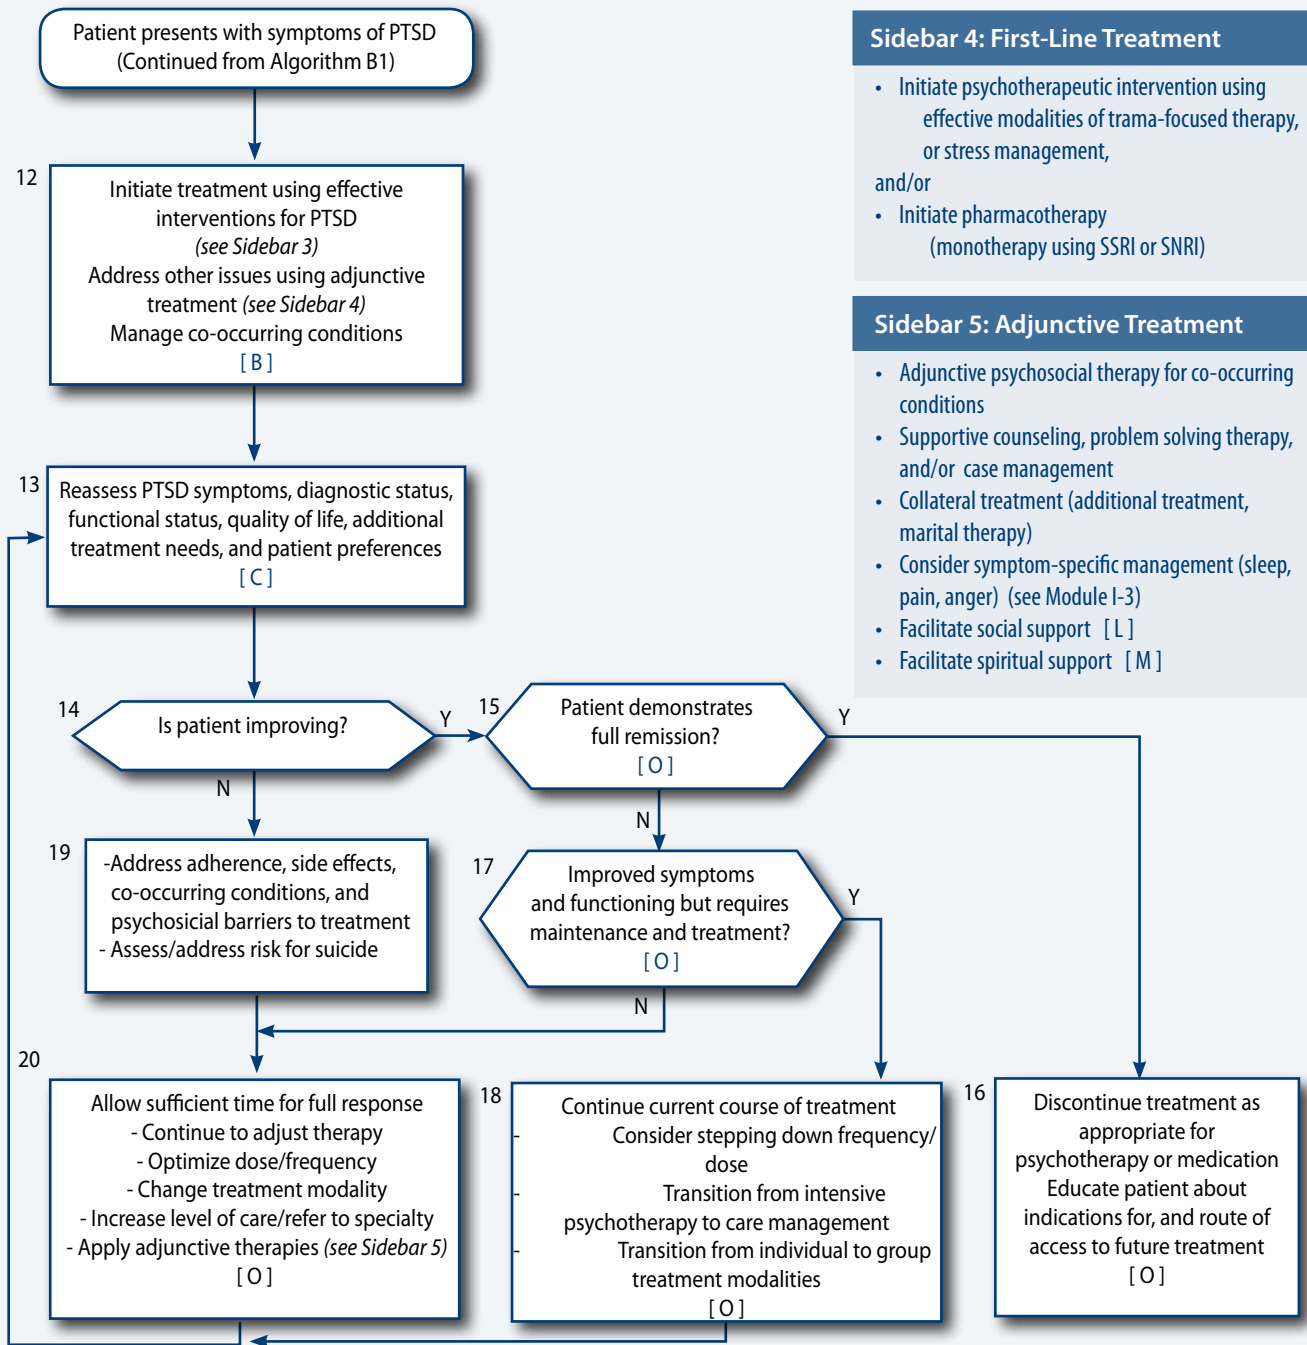 Patient presents with symptoms of PTSD
(Continued from Algorithm B1)
12
Initiate treatment using effective
interventions for PTSD
(see Sidebar 3)
Address other issues using adjunctive
treatment (see Sidebar 4)
Manage co-occurring conditions
[ B ]
13
Reassess PTSD symptoms, diagnostic status,
functional status, quality of life, additional
treatment needs, and patient preferences
[ C ]
14
Is patient improving?
Y
N
15
Patient demonstrates
full remission?
[ O ]
Y
N
19
-Address adherence, side effects,
co-occurring conditions, and
psychosicial barriers to treatment
- Assess/address risk for suicide
17
Improved symptoms
and functioning but requires
maintenance and treatment?
[ O ]
Y
N
20
Allow sufficient time for full response
- Continue to adjust therapy
- Optimize dose/frequency
- Change treatment modality
- Increase level of care/refer to specialty
- Apply adjunctive therapies (see Sidebar 5)
[ O ]
18
Continue current course of treatment
- Consider stepping down frequency/
dose
- Transition from intensive
psychotherapy to care management
- Transition from individual to group
treatment modalities
[ O ]
16
Discontinue treatment as
appropriate for
psychotherapy or medication
Educate patient about
indications for, and route of
access to future treatment
[ O ]
Sidebar 4: First-Line Treatment
• Initiate psychotherapeutic intervention using
effective modalities of trama-focused therapy,
or stress management,
and/or
• Initiate pharmacotherapy
(monotherapy using SSRI or SNRI)
Sidebar 5: Adjunctive Treatment
• Adjunctive psychosocial therapy for co-occurring
conditions
• Supportive counseling, problem solving therapy,
and/or case management
• Collateral treatment (additional treatment,
marital therapy)
• Consider symptom-specific management (sleep,
pain, anger) (see Module I-3)
• Facilitate social support [ L ]
• Facilitate spiritual support [ M ]